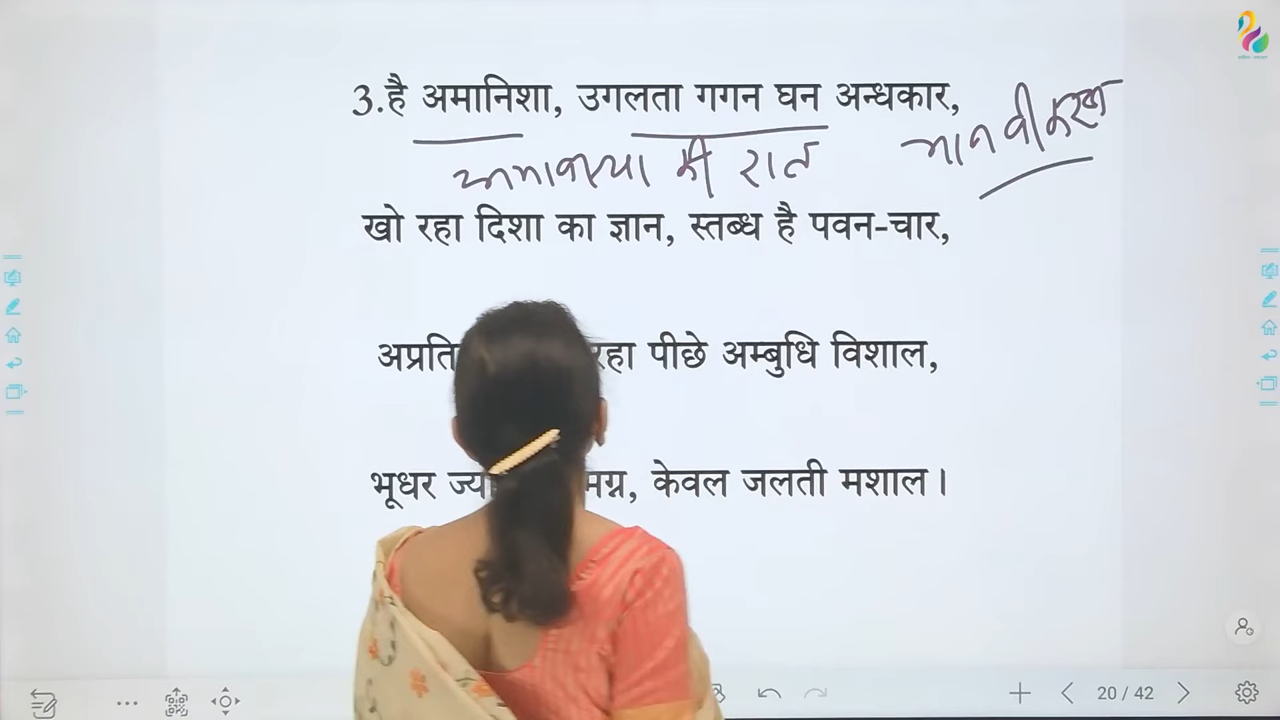 3.है अमानिशा, उगलता गगन घन अन्धकार,
मानवीकरण
अमावस्या की रात
खो रहा दिशा का ज्ञान, स्तब्ध है पवन-चार,
अप्रति रहा पीछे अम्बुधि विशाल,
भूधर ज्यों मग्न, केवल जलती मशाल।
20 / 42